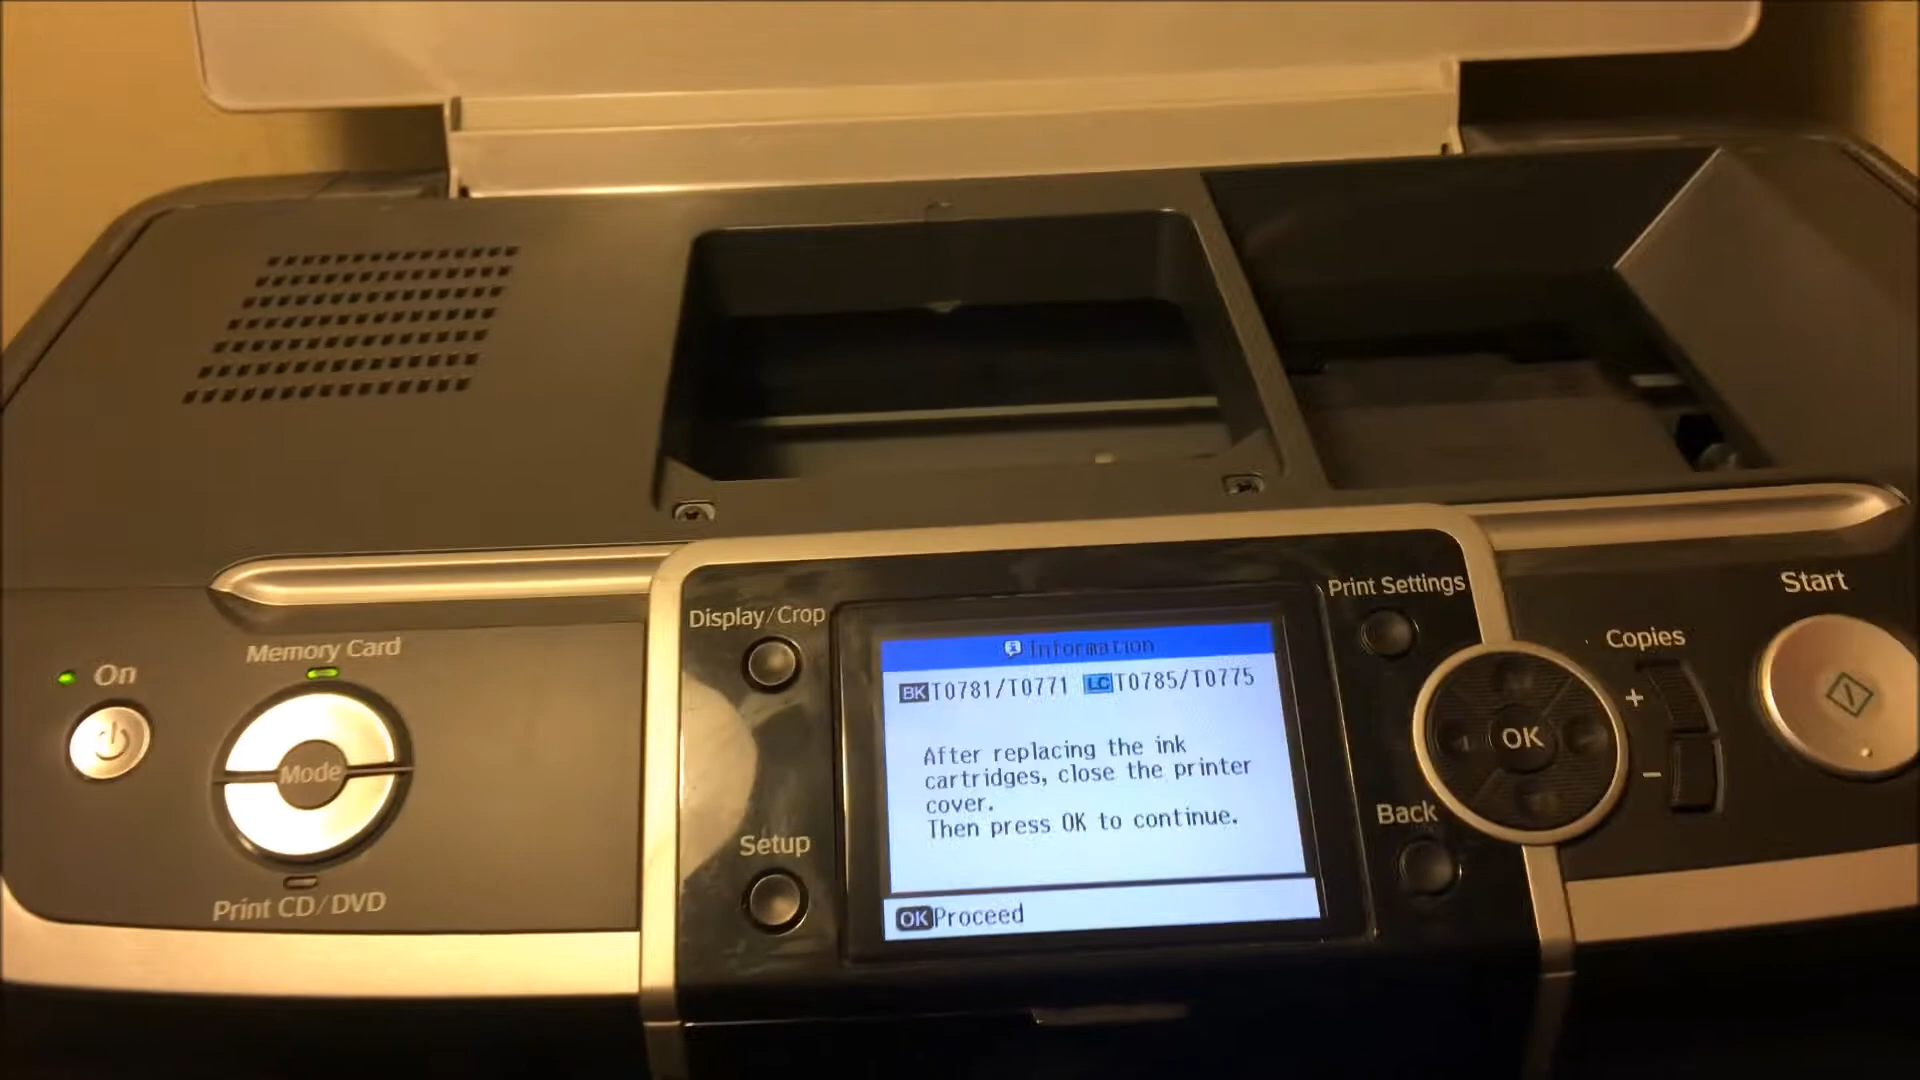 Display/Crop
Print Settings
Start
Information
Memory Card
Copies
On
BK T0781/T0771 LC T0785/T0775
+
OK
Mode
After replacing the ink
cartridges, close the printer
cover.
Then press OK to continue.
−
Back
Setup
Print CD/DVD
OK Proceed